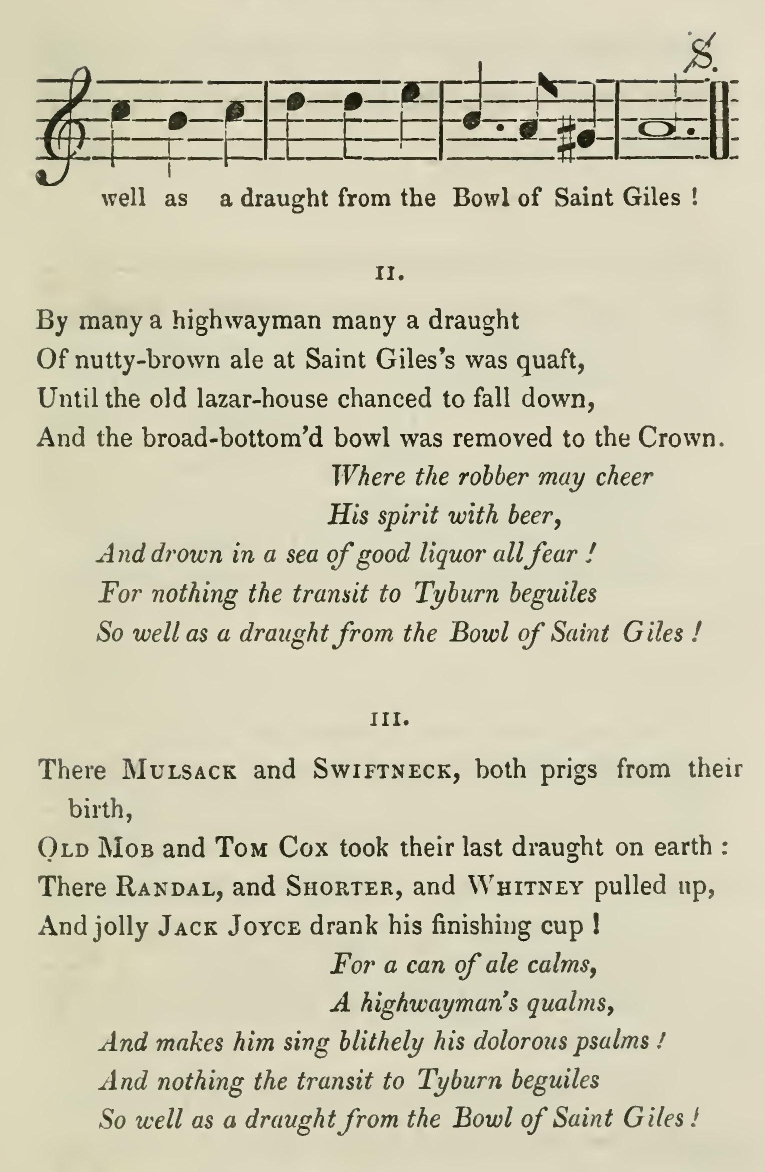 well as a draught from the Bowl of Saint Giles !
II.
By many a highwayman many a draught
Of nutty-brown ale at Saint Giles's was quaft,
Until the old lazar-house chanced to fall down,
And the broad-bottom'd bowl was removed to the Crown.
Where the robber may cheer
His spirit with beer,
And drown in a sea of good liquor all fear !
For nothing the transit to Tyburn beguiles
So well as a draught from the Bowl of Saint Giles !
III.
There MULSACK and SWIFTNECK, both prigs from their
birth,
OLD MOB and TOM COX took their last draught on earth :
There RANDAL, and SHORTER, and WHITNEY pulled up,
And jolly JACK JOYCE drank his finishing cup !
For a can of ale calms,
A highwayman's qualms,
And makes him sing blithely his dolorous psalms !
And nothing the transit to Tyburn beguiles
So well as a draught from the Bowl of Saint Giles !